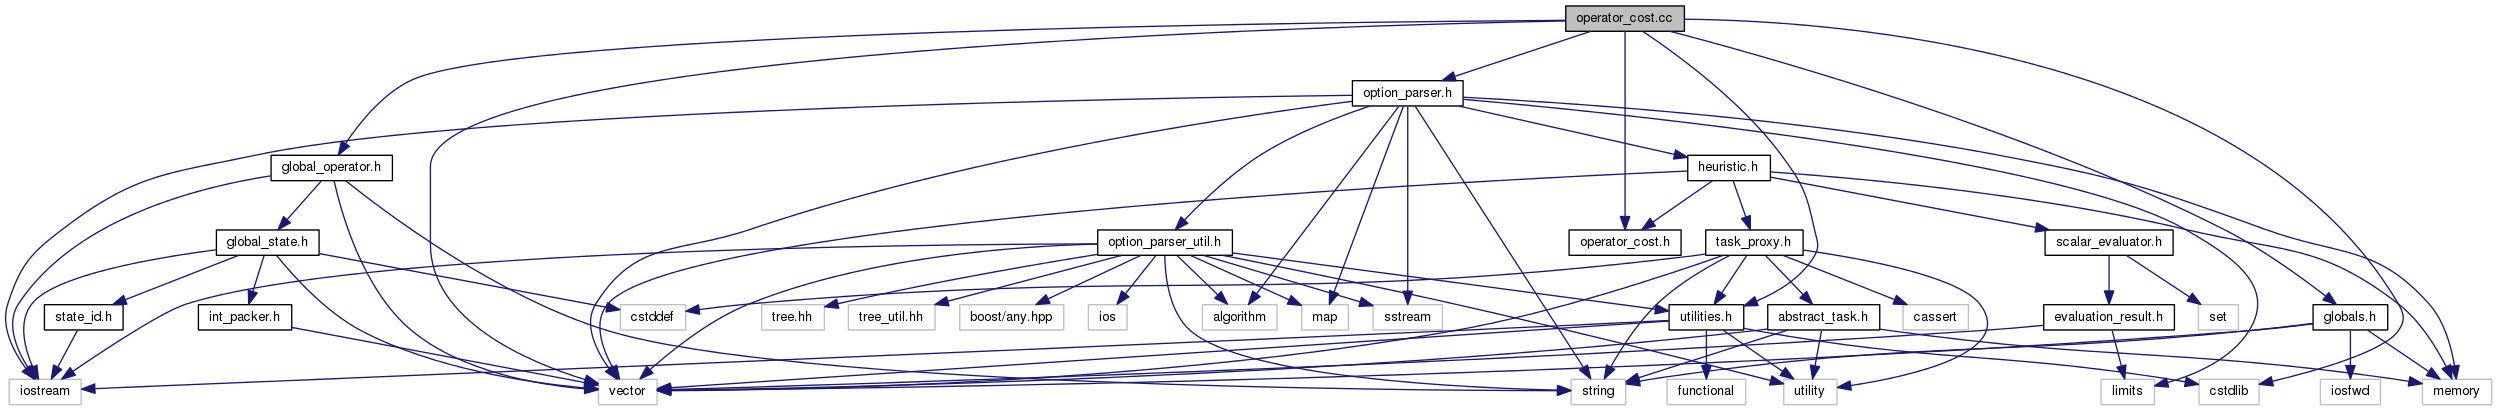 operator_cost.cc
option_parser.h
global_operator.h
heuristic.h
global_state.h
option_parser_util.h
operator_cost.h
task_proxy.h
scalar_evaluator.h
state_id.h
int_packer.h
cstddef
tree.hh
tree_util.hh
boost/any.hpp
ios
algorithm
map
sstream
utilities.h
abstract_task.h
cassert
evaluation_result.h
set
globals.h
iostream
vector
string
functional
utility
limits
cstdlib
iosfwd
memory